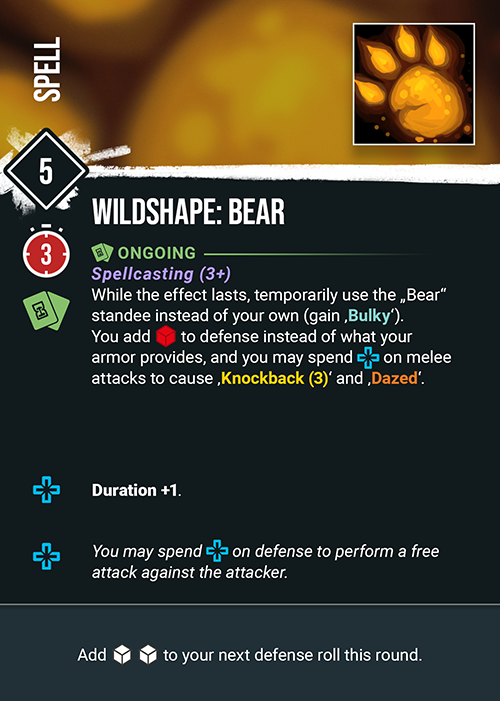 SPELL
5
WILDSHAPE: BEAR
3
ONGOING
Spellcasting (3+)
While the effect lasts, temporarily use the „Bear“
standee instead of your own (gain ‚Bulky‘).
You add to defense instead of what your
armor provides, and you may spend on melee
attacks to cause ‚Knockback (3)‘ and ‚Dazed‘.
Duration +1.
You may spend on defense to perform a free
attack against the attacker.
Add to your next defense roll this round.